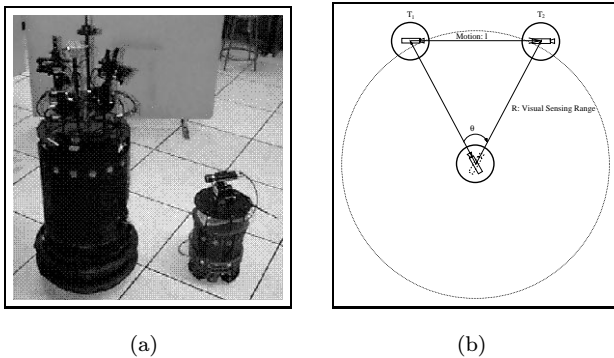 T1
T2
Motion: l
R: Visual Sensing Range
θ
(a)
(b)